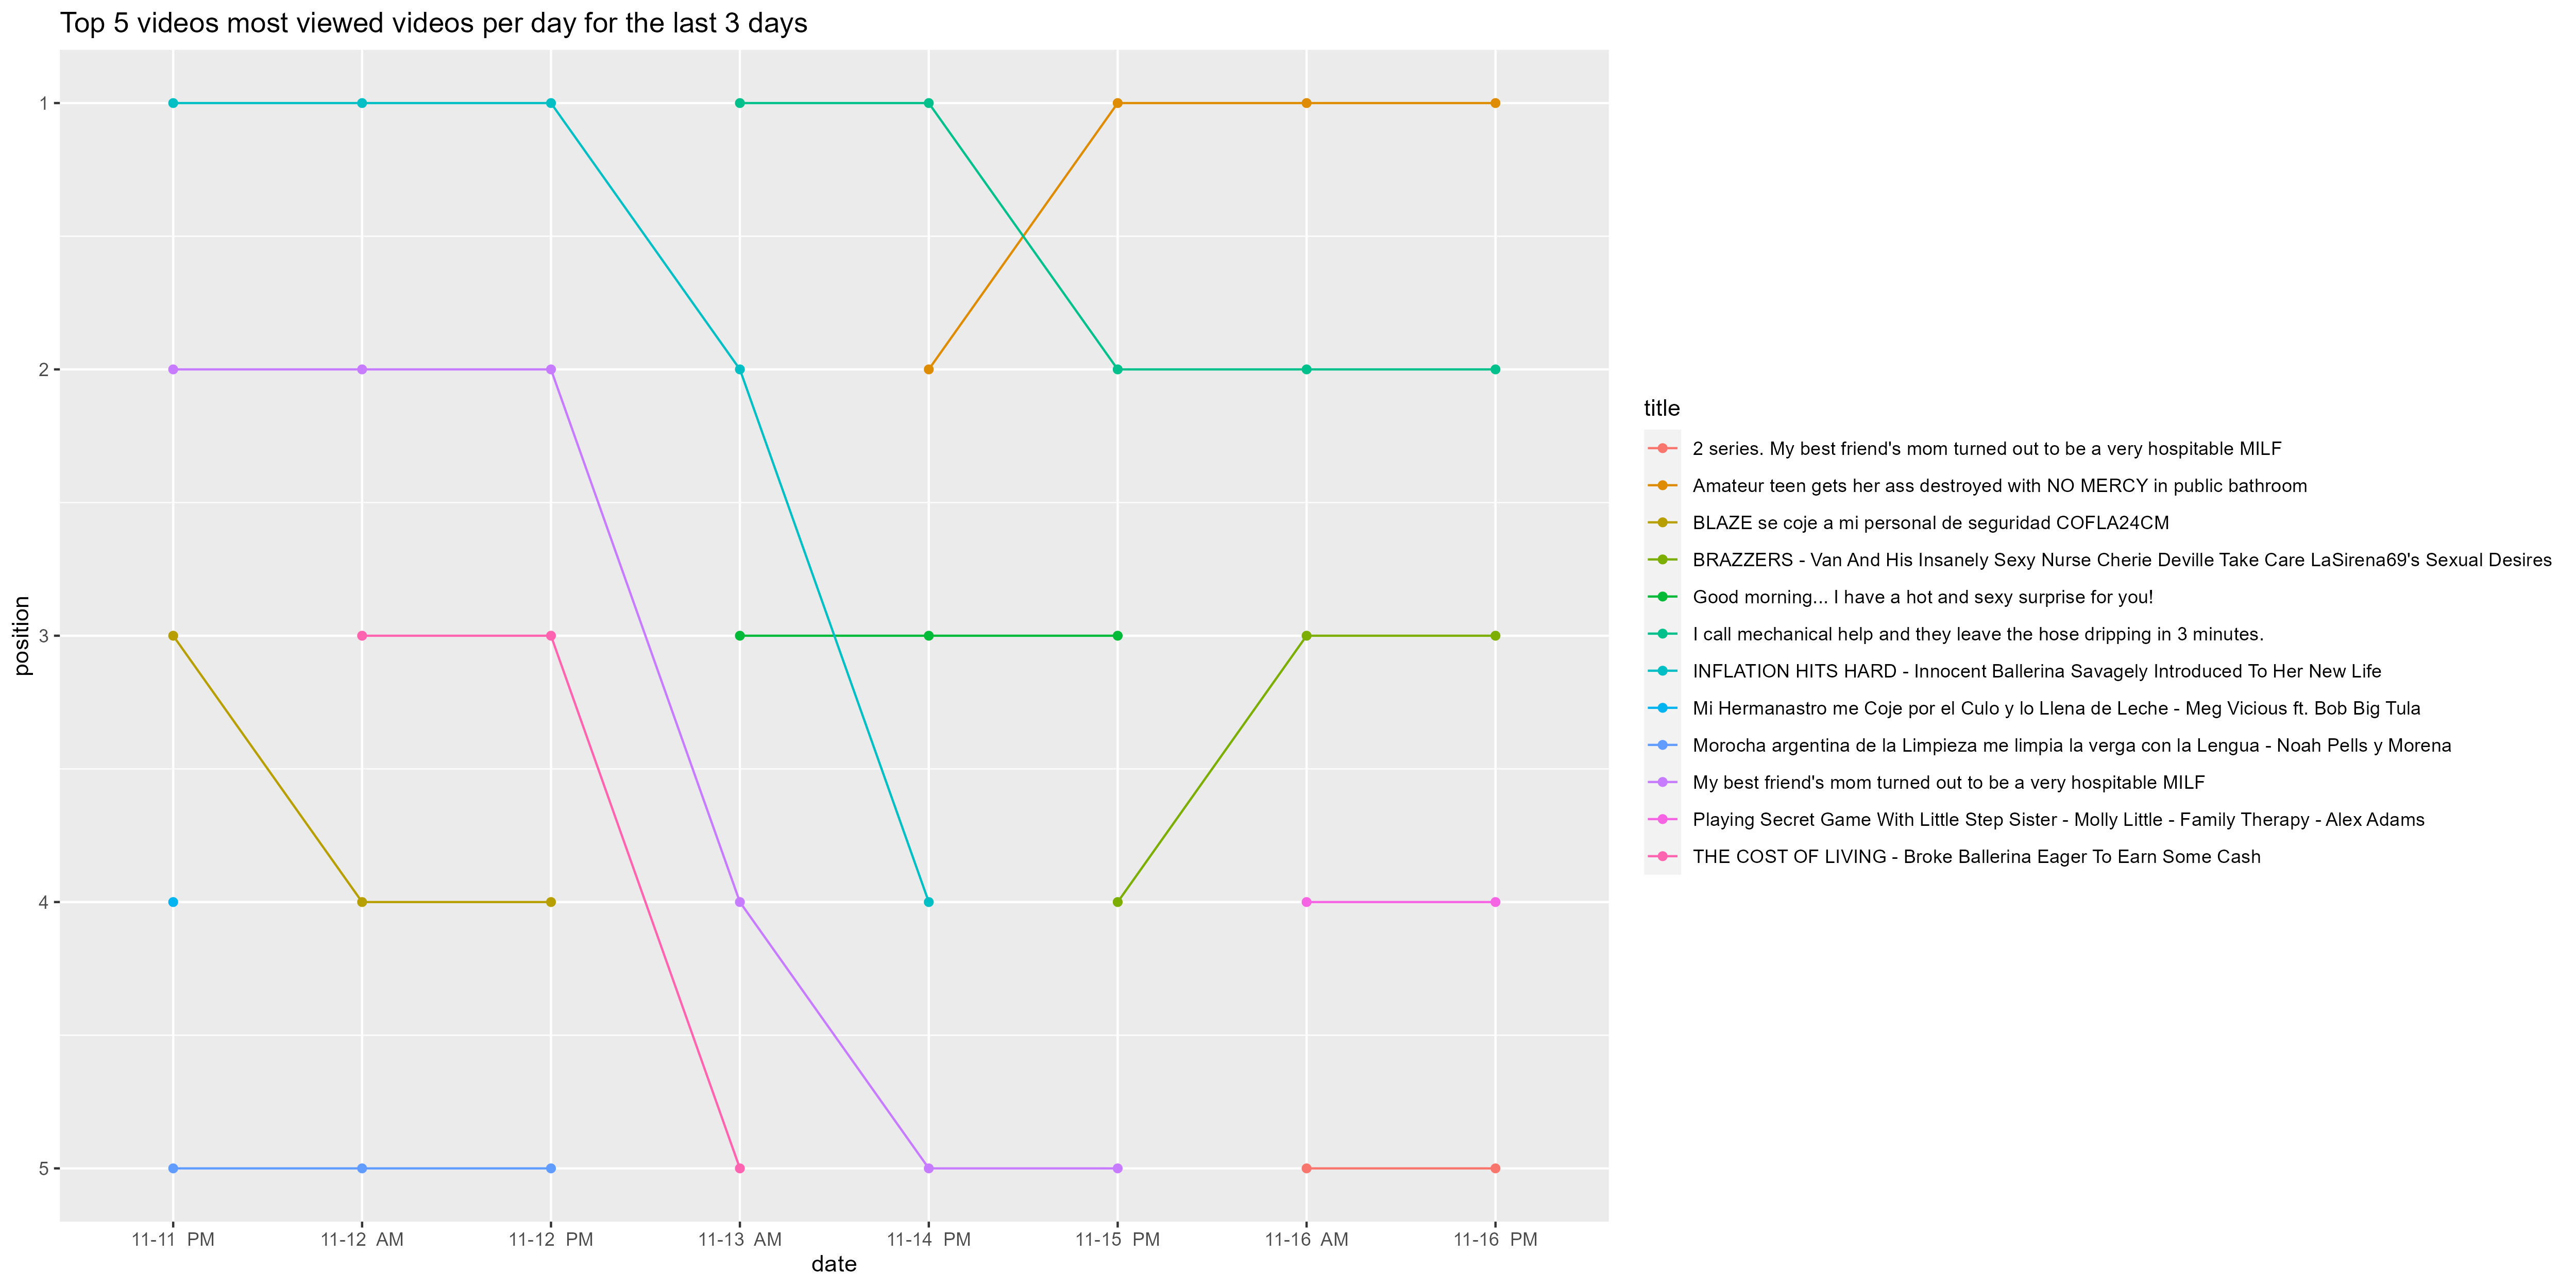 Top 5 videos most viewed videos per day for the last 3 days
position
1
2
3
4
5
11-11 PM
11-12 AM
11-12 PM
11-13 AM
11-14 PM
11-15 PM
11-16 AM
11-16 PM
date
title
2 series. My best friend's mom turned out to be a very hospitable MILF
Amateur teen gets her ass destroyed with NO MERCY in public bathroom
BLAZE se coje a mi personal de seguridad COFLA24CM
BRAZZERS - Van And His Insanely Sexy Nurse Cherie Deville Take Care LaSirena69's Sexual Desires
Good morning... I have a hot and sexy surprise for you!
I call mechanical help and they leave the hose dripping in 3 minutes.
INFLATION HITS HARD - Innocent Ballerina Savagely Introduced To Her New Life
Mi Hermanastro me Coje por el Culo y lo Llena de Leche - Meg Vicious ft. Bob Big Tula
Morocha argentina de la Limpieza me limpia la verga con la Lengua - Noah Pells y Morena
My best friend's mom turned out to be a very hospitable MILF
Playing Secret Game With Little Step Sister - Molly Little - Family Therapy - Alex Adams
THE COST OF LIVING - Broke Ballerina Eager To Earn Some Cash